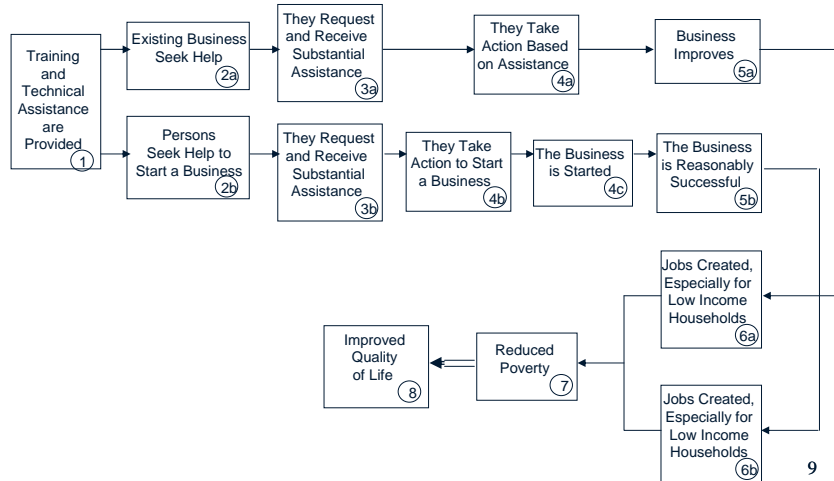 Training
and
Technical
Assistance
are
Provided
1
Existing Business
Seek Help
2a
They Request
and Receive
Substantial
Assistance
3a
They Take
Action Based
on Assistance
4a
Business
Improves
5a
Persons
Seek Help to
Start a Business
2b
They Request
and Receive
Substantial
Assistance
3b
They Take
Action to Start
a Business
4b
The Business
is Started
4c
The Business
is Reasonably
Successful
5b
Jobs Created,
Especially for
Low Income
Households
6a
Improved
Quality
of Life
8
Reduced
Poverty
7
Jobs Created,
Especially for
Low Income
Households
6b
9